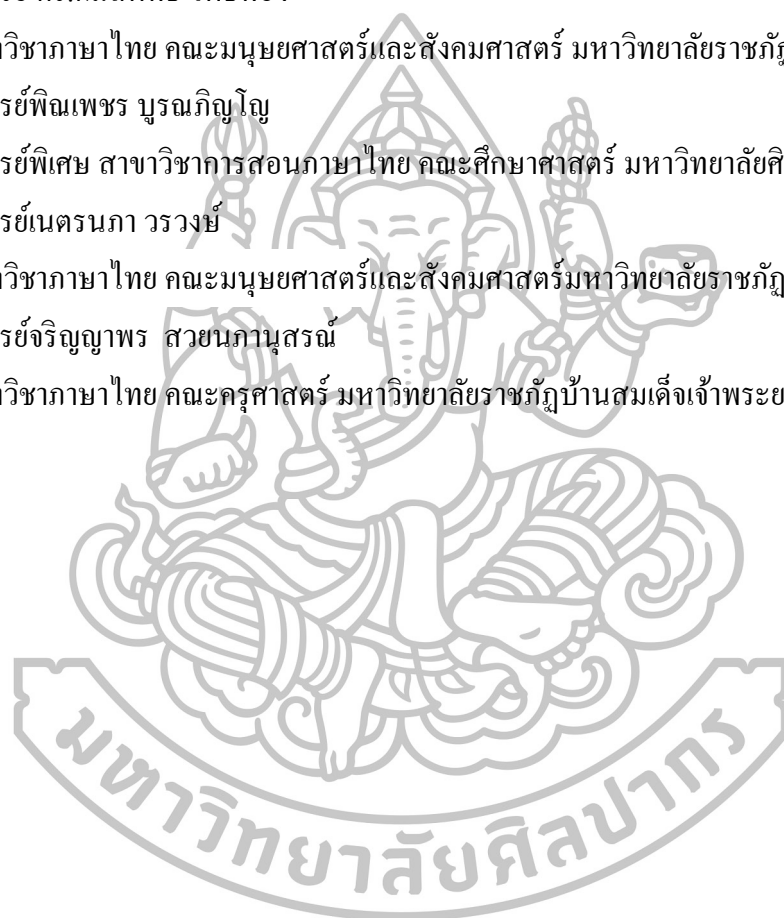 วิชาภาษาไทย คณะมนุษยศาสตร์และสังคมศาสตร์ มหาวิทยาลัยราชภัฏ
รย์พิณเพชร บูรณภิญโญ
รย์พิเศษ สาขาวิชาการสอนภาษาไทย คณะศึกษาศาสตร์ มหาวิทยาลัยศิ
รย์เนตรนภา วรวงษ์
วิชาภาษาไทย คณะมนุษยศาสตร์และสังคมศาสตร์มหาวิทยาลัยราชภัฏ
รย์จริญญาพร สวยนภานุสรณ์
วิชาภาษาไทย คณะครุศาสตร์ มหาวิทยาลัยราชภัฏบ้านสมเด็จเจ้าพระย
มหาวิทยาลัยศิลปากร